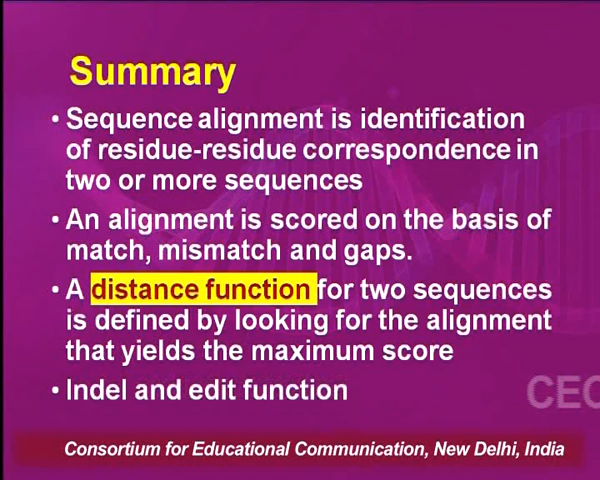 Summary
• Sequence alignment is identification
of residue-residue correspondence in
two or more sequences
• An alignment is scored on the basis of
match, mismatch and gaps.
• A distance function for two sequences
is defined by looking for the alignment
that yields the maximum score
• Indel and edit function
CEC
Consortium for Educational Communication, New Delhi, India